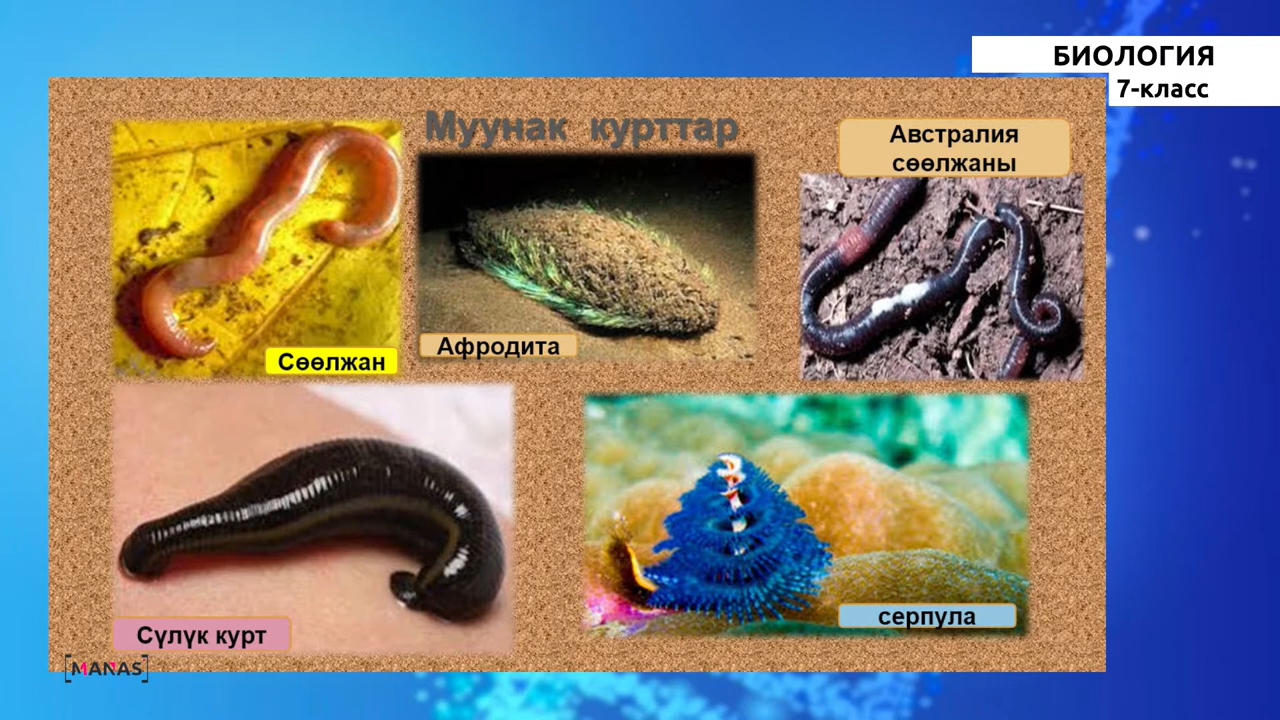 БИОЛОГИЯ
7-класс
Муунак курттар
Австралия
сөөлжаны
Сөөлжан
Афродита
Сүлүк курт
серпула
MANAS